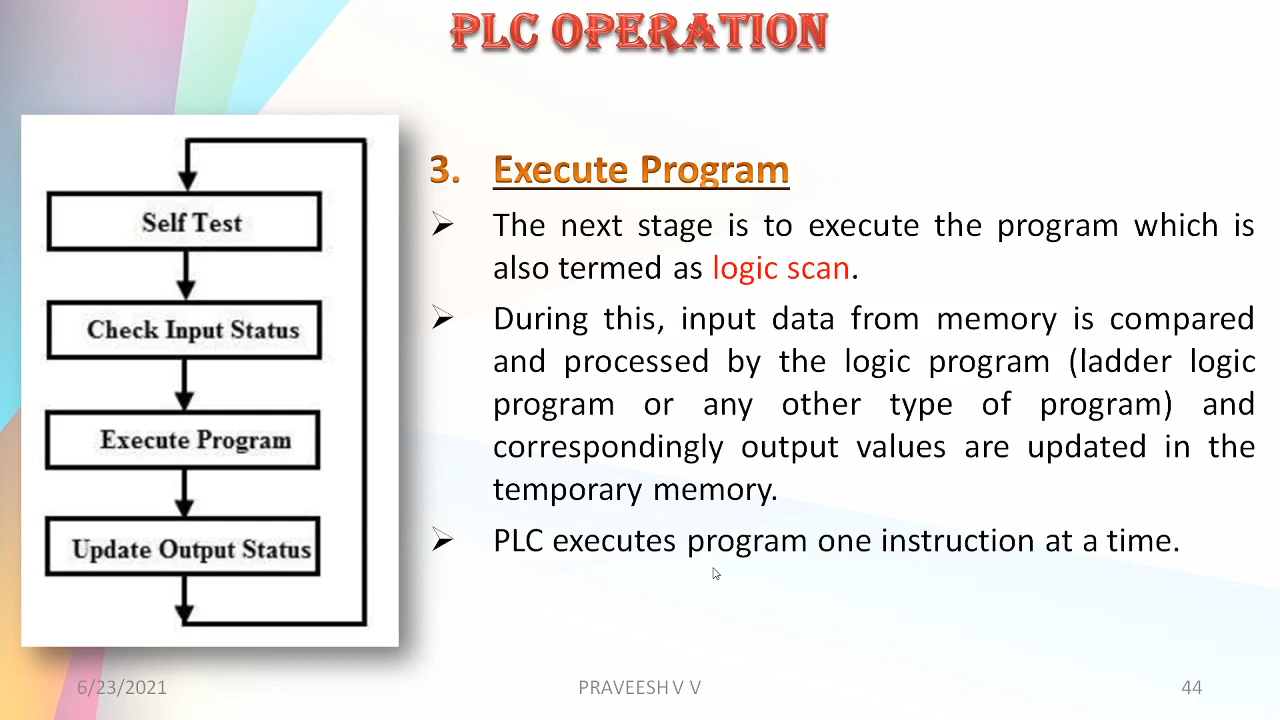 PLC OPERATION
Self Test
Check Input Status
Execute Program
Update Output Status
3. Execute Program
➢ The next stage is to execute the program which is
also termed as logic scan.
➢ During this, input data from memory is compared
and processed by the logic program (ladder logic
program or any other type of program) and
correspondingly output values are updated in the
temporary memory.
➢ PLC executes program one instruction at a time.
6/23/2021
PRAVEESH V V
44